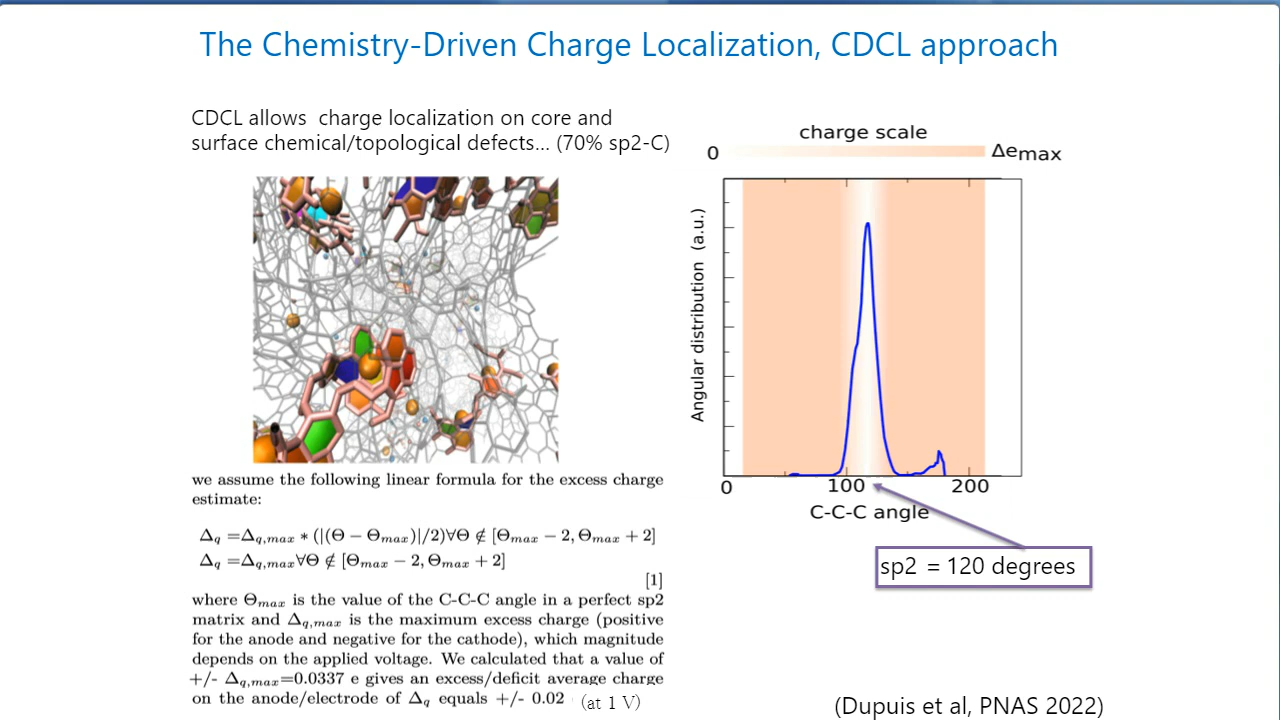 The Chemistry-Driven Charge Localization, CDCL approach
CDCL allows charge localization on core and
surface chemical/topological defects... (70% sp2-C)
charge scale
0
Δemax
Angular distribution (a.u.)
0
100
200
C-C-C angle
sp2 = 120 degrees
we assume the following linear formula for the excess charge
estimate:
Δq =Δq,max ∗ (|(Θ − Θmax)|/2)∀Θ ∉ [Θmax − 2, Θmax + 2]
Δq =Δq,max∀Θ ∉ [Θmax − 2, Θmax + 2]
[1]
where Θmax is the value of the C-C-C angle in a perfect sp2
matrix and Δq,max is the maximum excess charge (positive
for the anode and negative for the cathode), which magnitude
depends on the applied voltage. We calculated that a value of
+/- Δq,max=0.0337 e gives an excess/deficit average charge
on the anode/electrode of Δq equals +/- 0.02 (at 1 V)
(Dupuis et al, PNAS 2022)